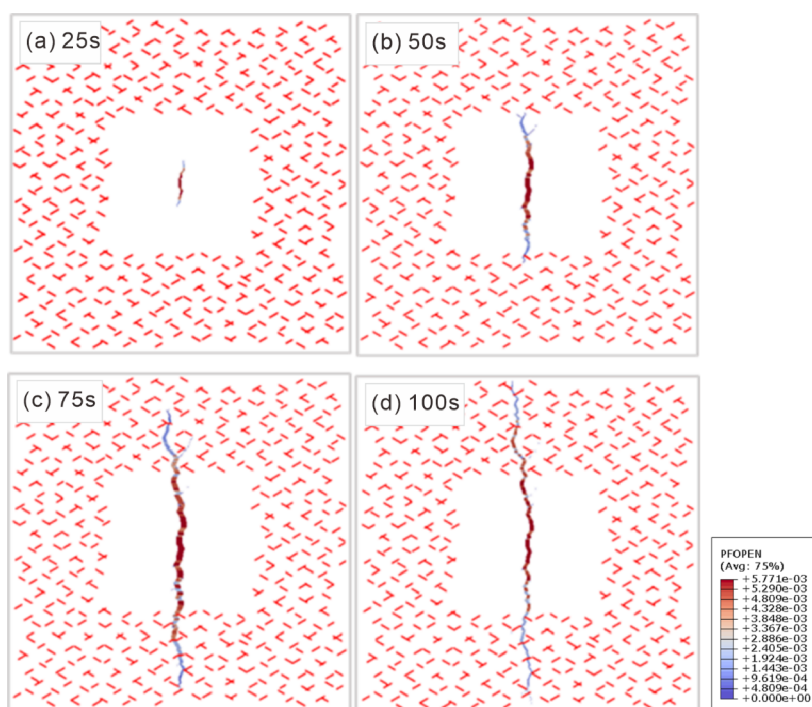 (a) 25s
(b) 50s
(c) 75s
(d) 100s
PFOPEN
(Avg: 75%)
+5.771e-03
+5.290e-03
+4.809e-03
+4.328e-03
+3.848e-03
+3.367e-03
+2.886e-03
+2.405e-03
+1.924e-03
+1.443e-03
+9.619e-04
+4.809e-04
+0.000e+00